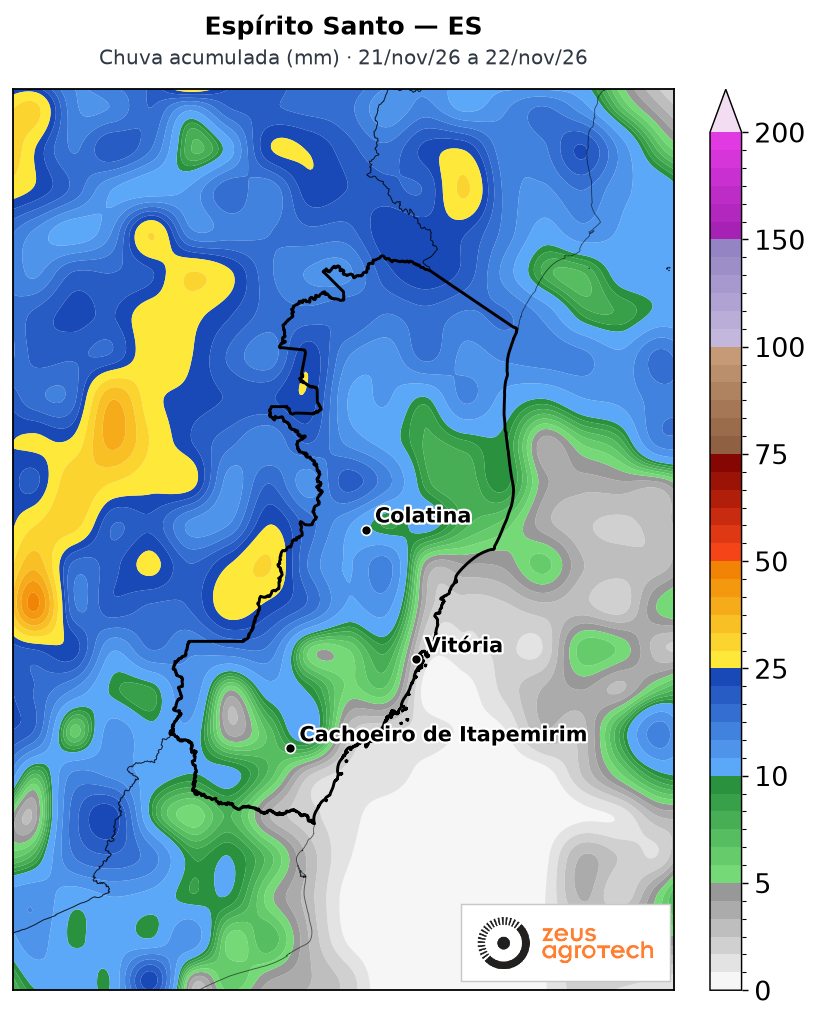 Espírito Santo — ES
Chuva acumulada (mm) · 21/nov/26 a 22/nov/26
200
150
100
75
50
25
10
5
0
Colatina
Vitória
Cachoeiro de Itapemirim
zeus
agrotech